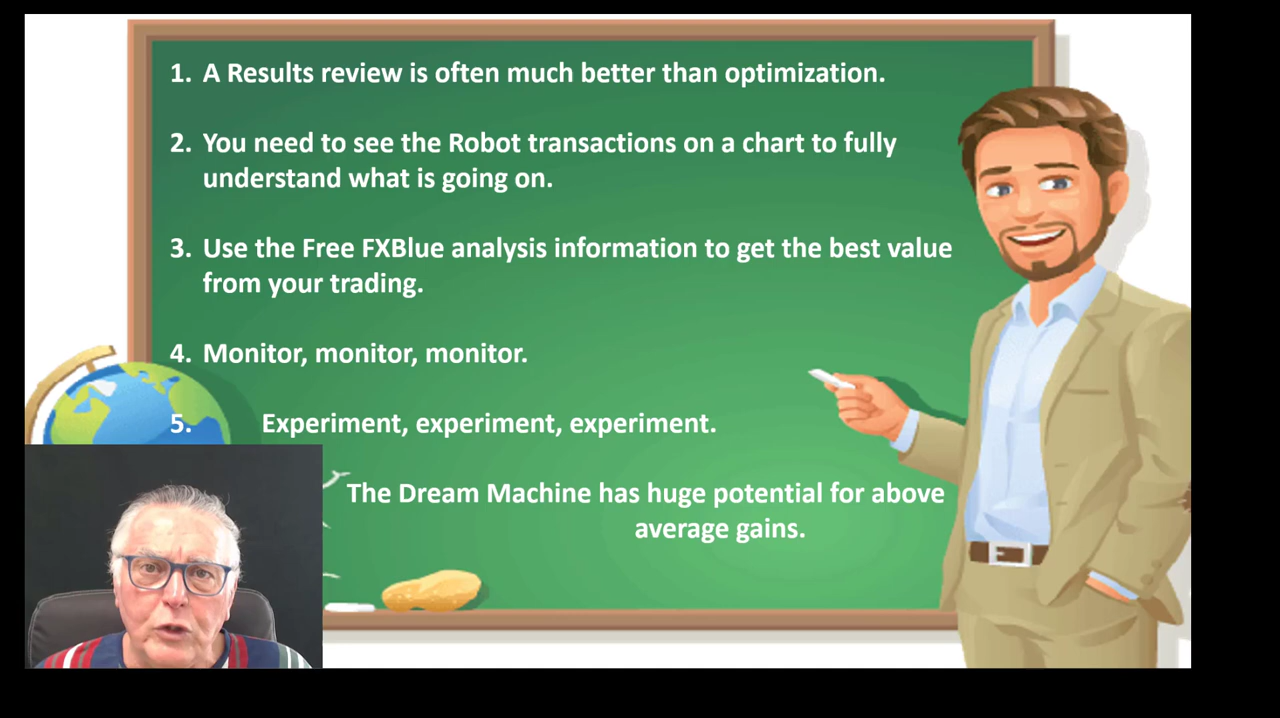 1. A Results review is often much better than optimization.
2. You need to see the Robot transactions on a chart to fully
understand what is going on.
3. Use the Free FXBlue analysis information to get the best value
from your trading.
4. Monitor, monitor, monitor.
5. Experiment, experiment, experiment.
The Dream Machine has huge potential for above
average gains.